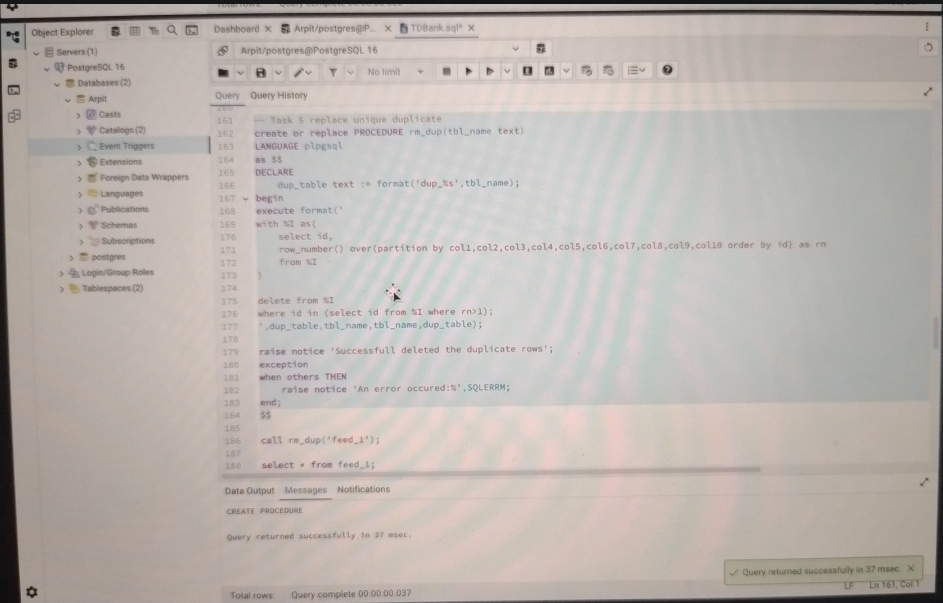 Object Explorer
Dashboard
Arpit/postgres@P...
TDBank.sql*
Servers (1)
PostgreSQL 16
Databases (2)
Arpit
Casts
Catalogs (2)
Event Triggers
Extensions
Foreign Data Wrappers
Languages
Publications
Schemas
Subscriptions
postgres
Login/Group Roles
Tablespaces (2)
Arpit/postgres@PostgreSQL 16
No limit
Query Query History
161 -- Task 5 replace unique duplicate
162 create or replace PROCEDURE rm_dup(tbl_name text)
163 LANGUAGE plpgsql
164 as $$
165 DECLARE
166 dup_table text := format('dup_%s',tbl_name);
167 begin
168 execute format('
169 with %I as(
170 select id,
171 row_number() over(partition by col1,col2,col3,col4,col5,col6,col7,col8,col9,col10 order by id) as rn
172 from %I
173 )
174
175 delete from %I
176 where id in (select id from %I where rn>1);
177 ',dup_table,tbl_name,tbl_name,dup_table);
178
179 raise notice 'Successfull deleted the duplicate rows';
180 exception
181 when others THEN
182 raise notice 'An error occured:%',SQLERRM;
183 end;
184 $$
185
186 call rm_dup('feed_1');
187
188 select * from feed_1;
Data Output Messages Notifications
CREATE PROCEDURE
Query returned successfully in 37 msec.
Query returned successfully in 37 msec.
Total rows: Query complete 00:00:00.037
LF Ln 161, Col 1